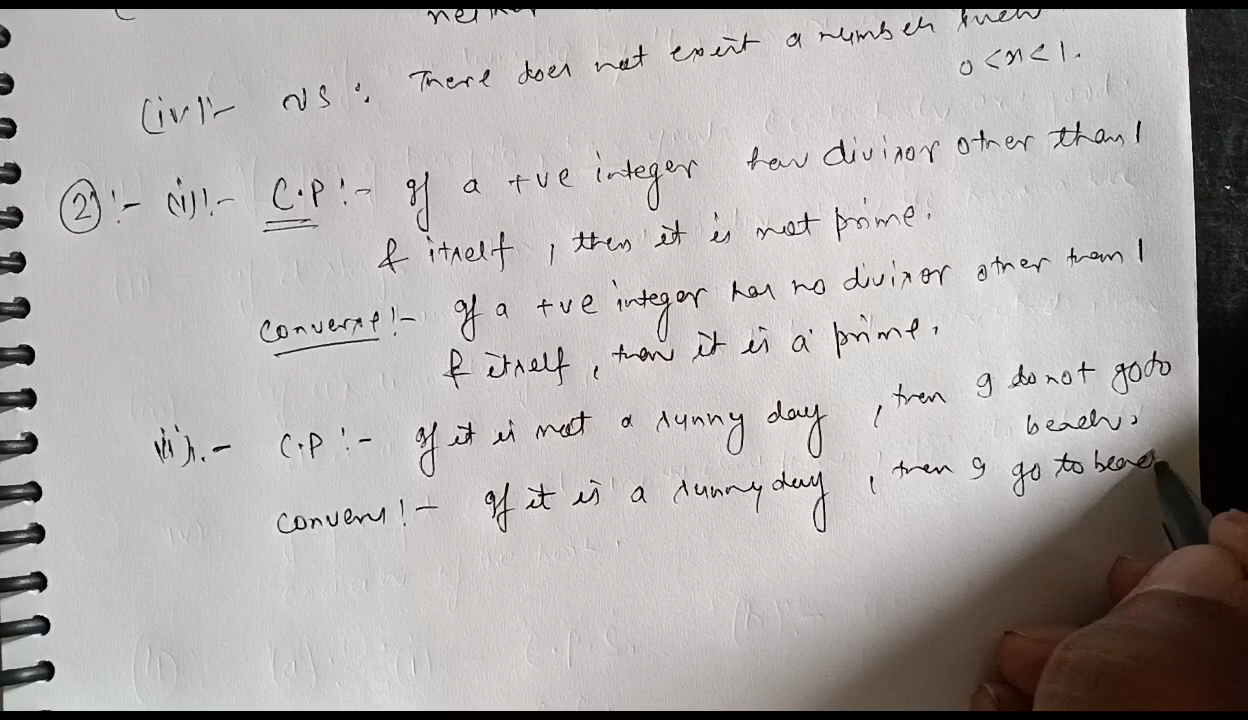 (iv):- NS : There does not exist a number such
0 < x < 1.
②:- (i):- C.P :- If a +ve integer has divisor other than 1
& itself, then it is not prime.
converse :- If a +ve integer has no divisor other than 1
& itself, then it is a prime.
(ii).- C.P :- If it is not a sunny day, then I do not go to
beach.
convers :- If it is a sunny day, then I go to beac